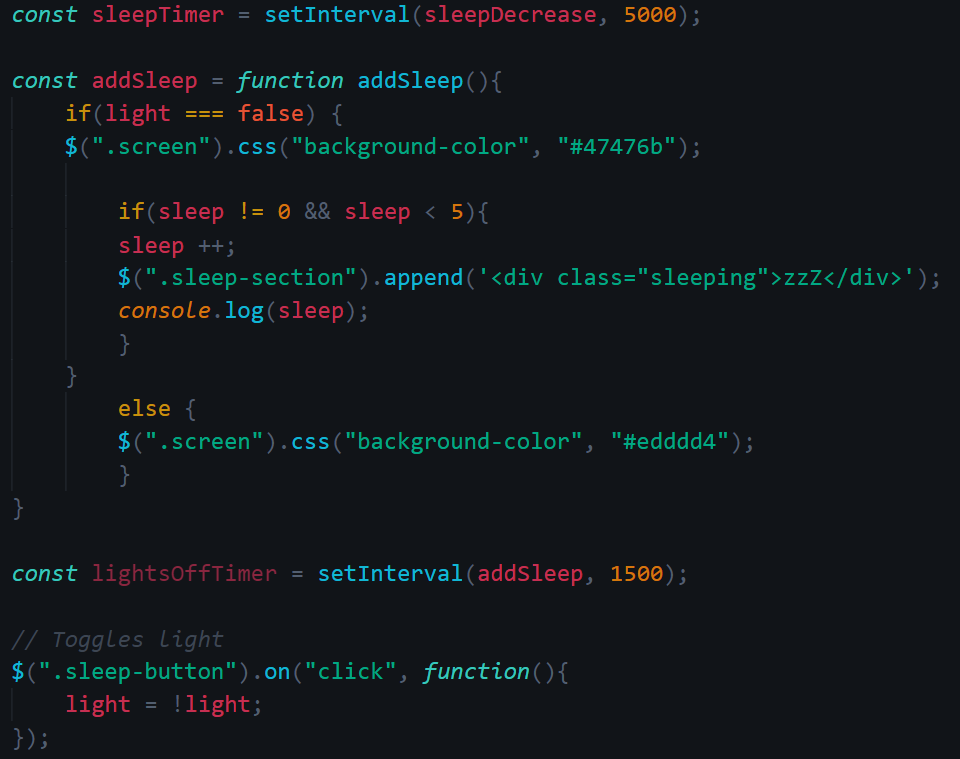 const sleepTimer = setInterval(sleepDecrease, 5000);
const addSleep = function addSleep(){
if(light === false) {
$(".screen").css("background-color", "#47476b");
if(sleep != 0 && sleep < 5){
sleep ++;
$(".sleep-section").append('<div class="sleeping">zzZ</div>');
console.log(sleep);
}
}
else {
$(".screen").css("background-color", "#edddd4");
}
}
const lightsOffTimer = setInterval(addSleep, 1500);
// Toggles light
$(".sleep-button").on("click", function(){
light = !light;
});